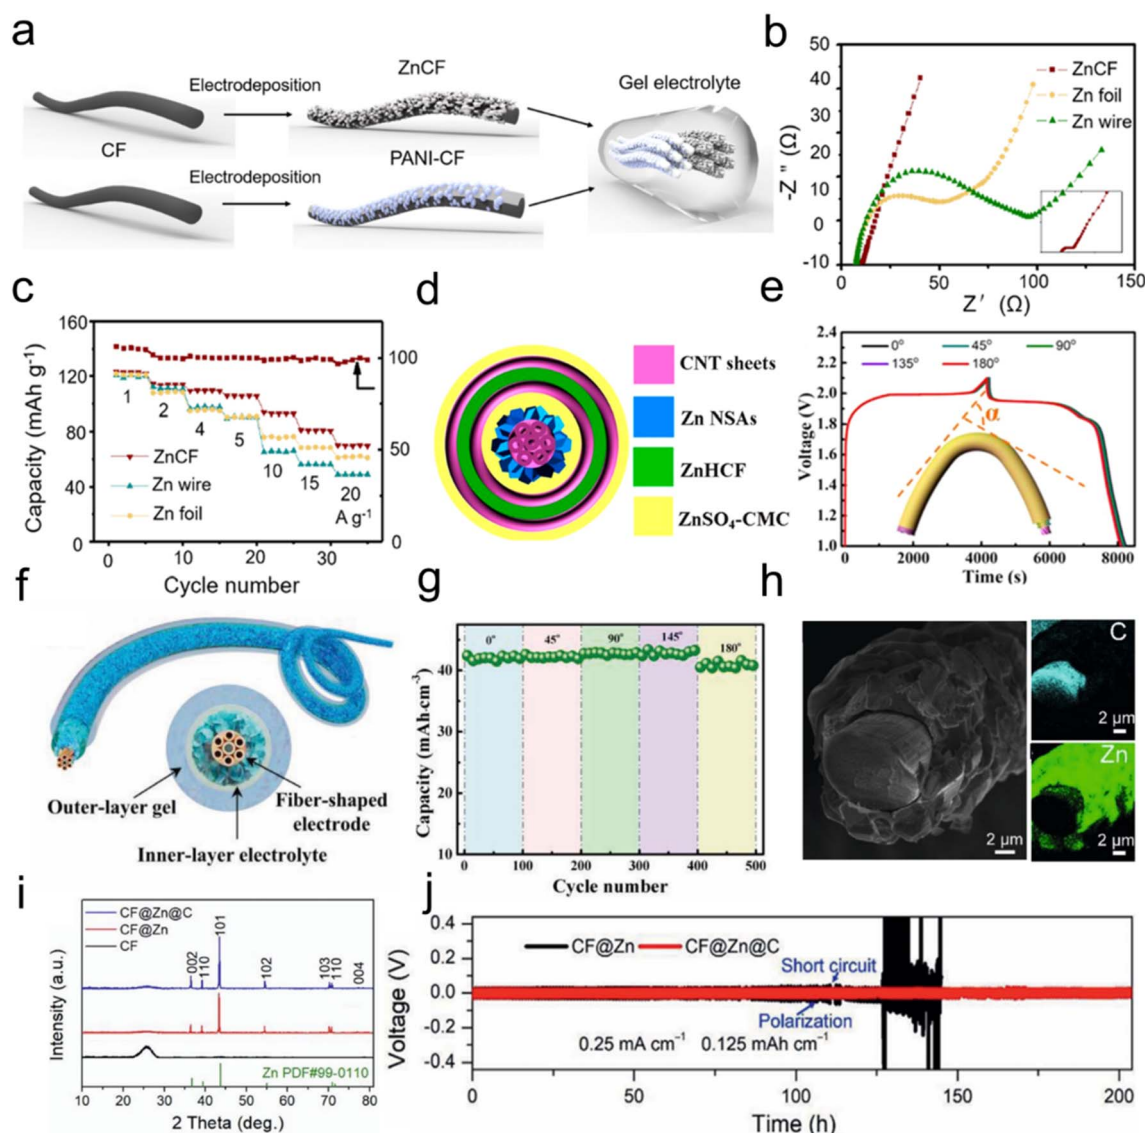 a
Electrodeposition
ZnCF
CF
Gel electrolyte
Electrodeposition
PANI-CF
b
-Z" (Ω)
50
40
30
20
10
0
-10
ZnCF
Zn foil
Zn wire
0 50 100 150
Z′ (Ω)
c
Capacity (mAh g⁻¹)
160
120
80
40
0
100
50
0
1
2
4
5
10
15
20
A g⁻¹
ZnCF
Zn wire
Zn foil
0 10 20 30
Cycle number
d
CNT sheets
Zn NSAs
ZnHCF
ZnSO₄-CMC
e
Voltage (V)
2.4
2.2
2.0
1.8
1.6
1.4
1.2
1.0
0° 45° 90°
135° 180°
α
0 2000 4000 6000 8000
Time (s)
f
Outer-layer gel
Fiber-shaped
electrode
Inner-layer electrolyte
g
Capacity (mAh·cm⁻³)
40
30
20
10
0° 45° 90° 145° 180°
0 100 200 300 400 500
Cycle number
h
C
2 μm
Zn
2 μm
2 μm
i
Intensity (a.u.)
CF@Zn@C
CF@Zn
CF
002
110
101
102
103
110
004
Zn PDF#99-0110
10 20 30 40 50 60 70 80
2 Theta (deg.)
j
Voltage (V)
0.4
0.2
0.0
-0.2
-0.4
CF@Zn CF@Zn@C
Short circuit
Polarization
0.25 mA cm⁻¹ 0.125 mAh cm⁻¹
0 50 100 150 200
Time (h)